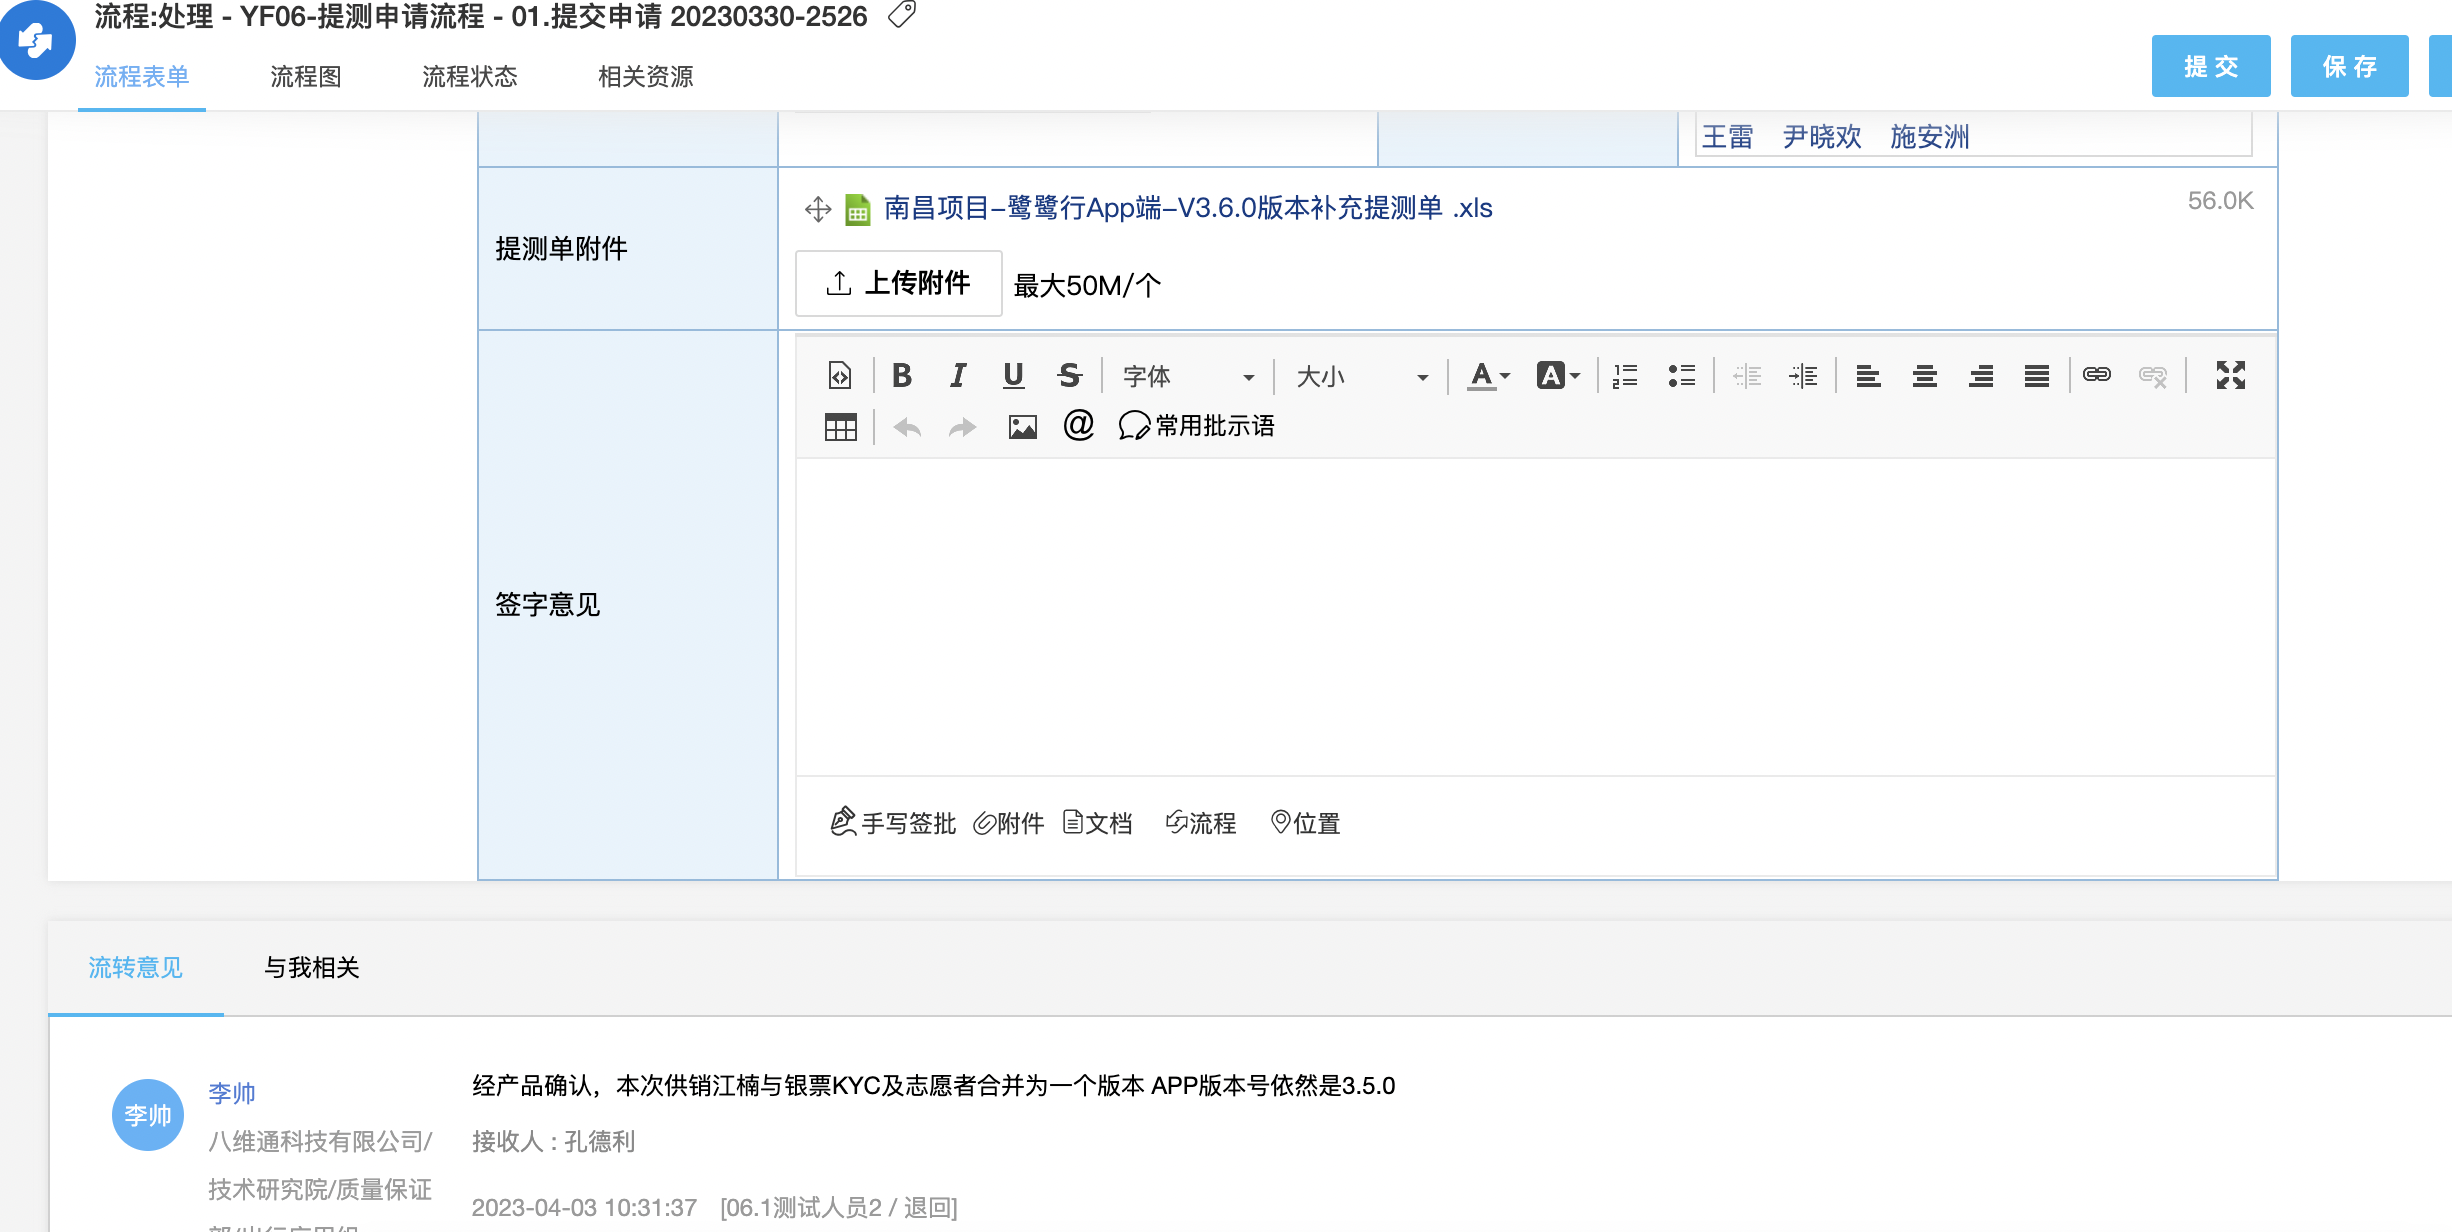 流程:处理 - YF06-提测申请流程 - 01.提交申请 20230330-2526
流程表单 流程图 流程状态 相关资源
提 交 保 存
王雷 尹晓欢 施安洲
提测单附件
南昌项目-鹭鹭行App端-V3.6.0版本补充提测单 .xls
56.0K
上传附件 最大50M/个
签字意见
B I U S 字体 大小 A A
@ 常用批示语
手写签批 附件 文档 流程 位置
流转意见 与我相关
李帅
李帅
八维通科技有限公司/
技术研究院/质量保证
经产品确认，本次供销江楠与银票KYC及志愿者合并为一个版本 APP版本号依然是3.5.0
接收人 : 孔德利
2023-04-03 10:31:37 [06.1测试人员2 / 退回]